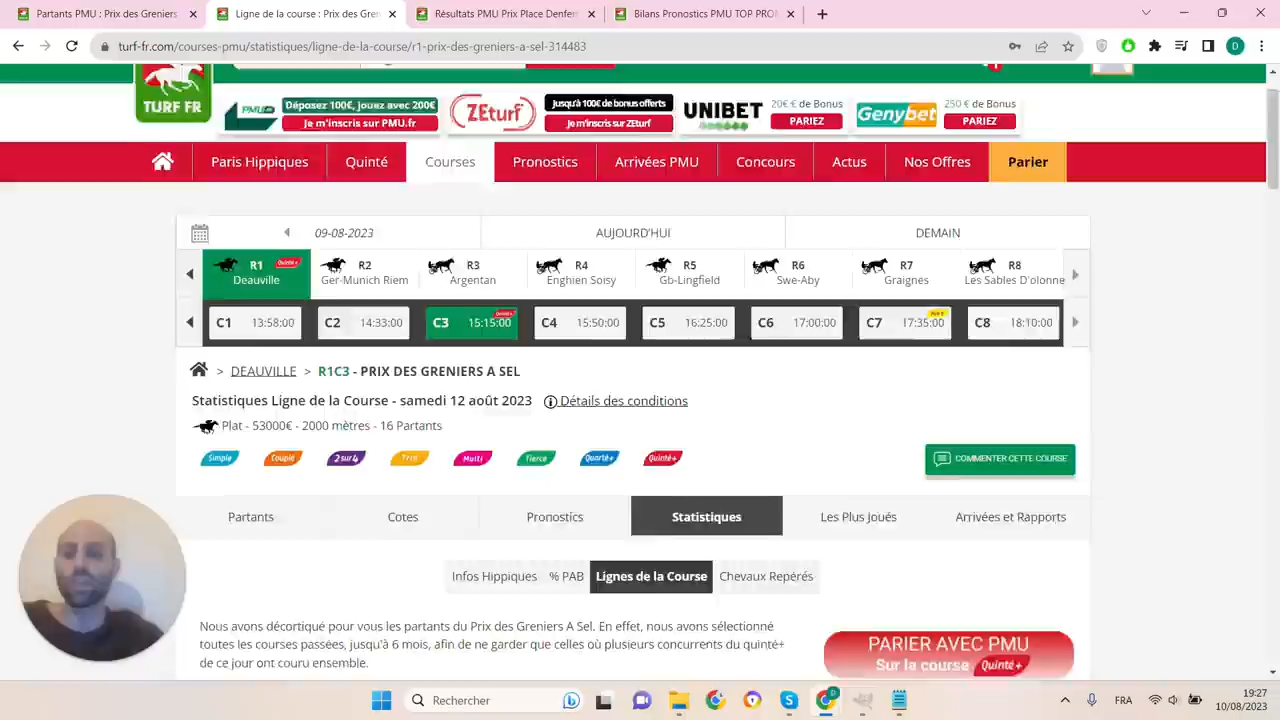 Partants PMU : Prix des Greniers
Ligne de la course : Prix des Gren
Résultats PMU Prix Place Denfer
Bilans Pronostics PMU TOP PRO
turf-fr.com/courses-pmu/statistiques/ligne-de-la-course/r1-prix-des-greniers-a-sel-314483
D
TURF FR
PMU
Déposez 100€, jouez avec 200€
Je m'inscris sur PMU.fr
ZEturf
Jusqu'à 100€ de bonus offerts
Je m'inscris sur ZEturf
UNIBET
20€ € de Bonus
PARIEZ
Genybet
250 € de Bonus
PARIEZ
Paris Hippiques
Quinté
Courses
Pronostics
Arrivées PMU
Concours
Actus
Nos Offres
Parier
09-08-2023
AUJOURD'HUI
DEMAIN
R1 Quinté+
Deauville
R2
Ger-Munich Riem
R3
Argentan
R4
Enghien Soisy
R5
Gb-Lingfield
R6
Swe-Aby
R7
Graignes
R8
Les Sables D'olonne
C1 13:58:00
C2 14:33:00
C3 15:15:00
C4 15:50:00
C5 16:25:00
C6 17:00:00
C7 17:35:00
C8 18:10:00
> DEAUVILLE > R1C3 - PRIX DES GRENIERS A SEL
Statistiques Ligne de la Course - samedi 12 août 2023 Détails des conditions
Plat - 53000€ - 2000 mètres - 16 Partants
Simple
Couplé
2 sur 4
Trio
Multi
Tiercé
Quarté+
Quinté+
COMMENTER CETTE COURSE
Partants
Cotes
Pronostics
Statistiques
Les Plus Joués
Arrivées et Rapports
Infos Hippiques
% PAB
Lignes de la Course
Chevaux Repérés
Nous avons décortiqué pour vous les partants du Prix des Greniers A Sel. En effet, nous avons sélectionné
toutes les courses passées, jusqu'à 6 mois, afin de ne garder que celles où plusieurs concurrents du quinté+
de ce jour ont couru ensemble.
PARIER AVEC PMU
Sur la course Quinté+
Rechercher
FRA
19:27
10/08/2023